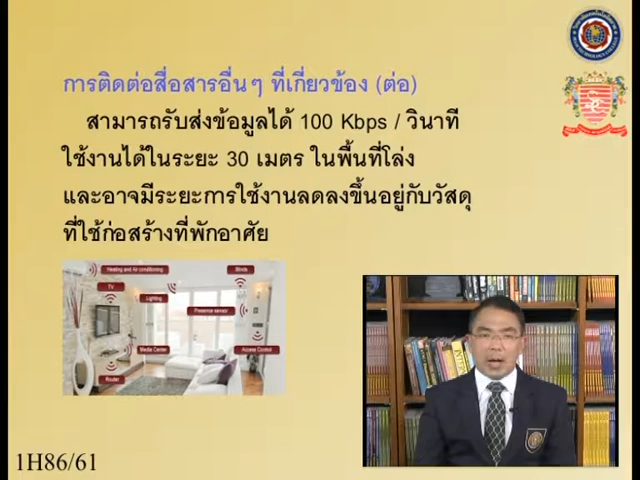 การติดต่อสื่อสารอื่นๆ ที่เกี่ยวข้อง (ต่อ)
สามารถรับส่งข้อมูลได้ 100 Kbps / วินาที
ใช้งานได้ในระยะ 30 เมตร ในพื้นที่โล่ง
และอาจมีระยะการใช้งานลดลงขึ้นอยู่กับวัสดุ
ที่ใช้ก่อสร้างที่พักอาศัย
Heating and Air conditioning
Blinds
TV
Lighting
Presence sensor
Media Center
Access Control
Router
1H86/61